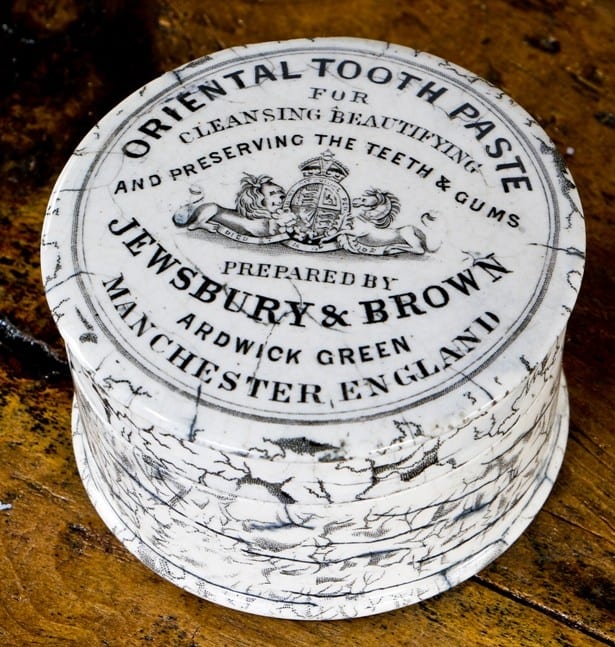 ORIENTAL TOOTH PASTE
FOR
CLEANSING BEAUTIFYING
AND PRESERVING THE TEETH & GUMS
PREPARED BY
JEWSBURY & BROWN
ARDWICK GREEN
MANCHESTER ENGLAND